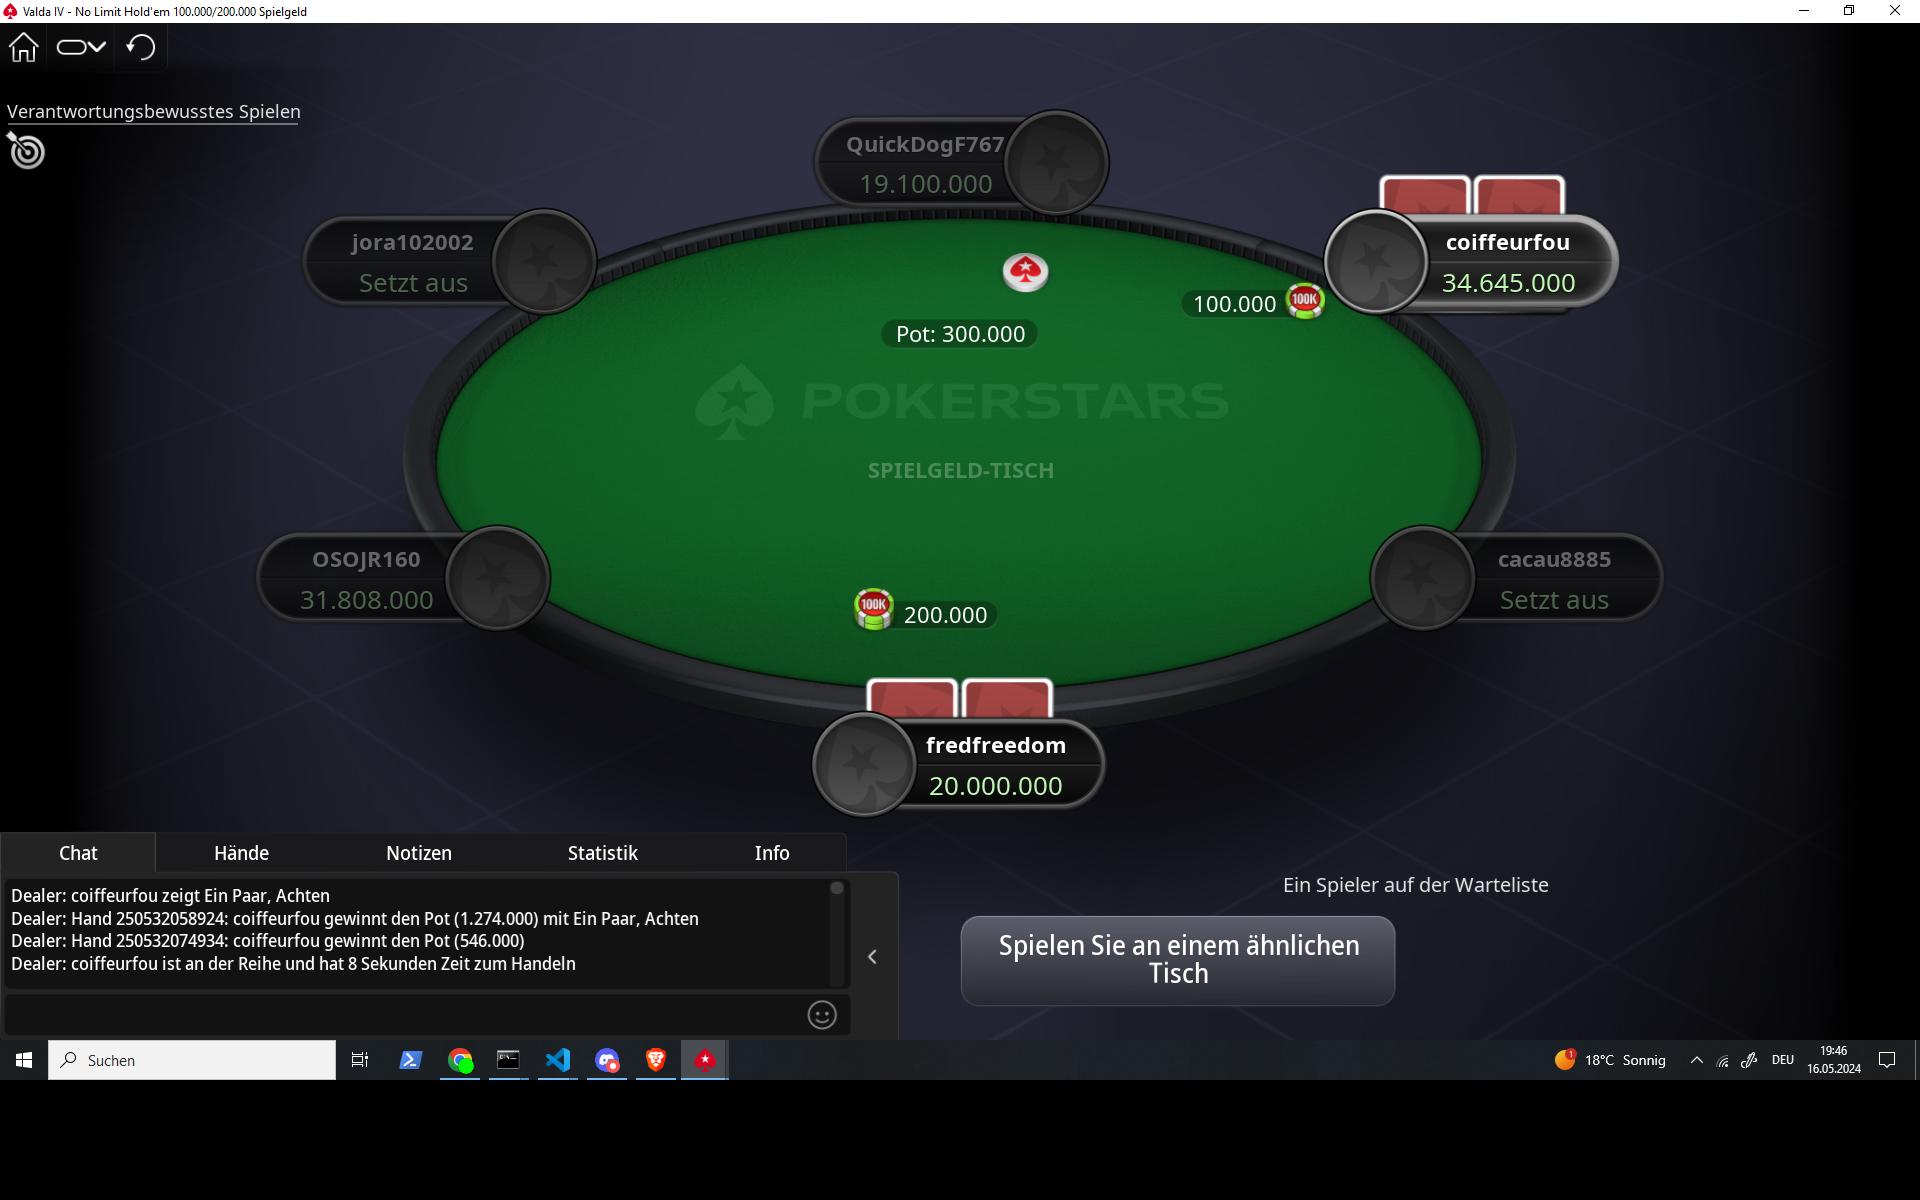 Valda IV - No Limit Hold'em 100.000/200.000 Spielgeld
Verantwortungsbewusstes Spielen
QuickDogF767
19.100.000
jora102002
Setzt aus
coiffeurfou
34.645.000
100.000
100K
Pot: 300.000
POKERSTARS
SPIELGELD-TISCH
OSOJR160
31.808.000
cacau8885
Setzt aus
100K
200.000
fredfreedom
20.000.000
Chat Hände Notizen Statistik Info
Dealer: coiffeurfou zeigt Ein Paar, Achten
Dealer: Hand 250532058924: coiffeurfou gewinnt den Pot (1.274.000) mit Ein Paar, Achten
Dealer: Hand 250532074934: coiffeurfou gewinnt den Pot (546.000)
Dealer: coiffeurfou ist an der Reihe und hat 8 Sekunden Zeit zum Handeln
Ein Spieler auf der Warteliste
Spielen Sie an einem ähnlichen
Tisch
Suchen
1
18°C Sonnig
DEU
19:46
16.05.2024